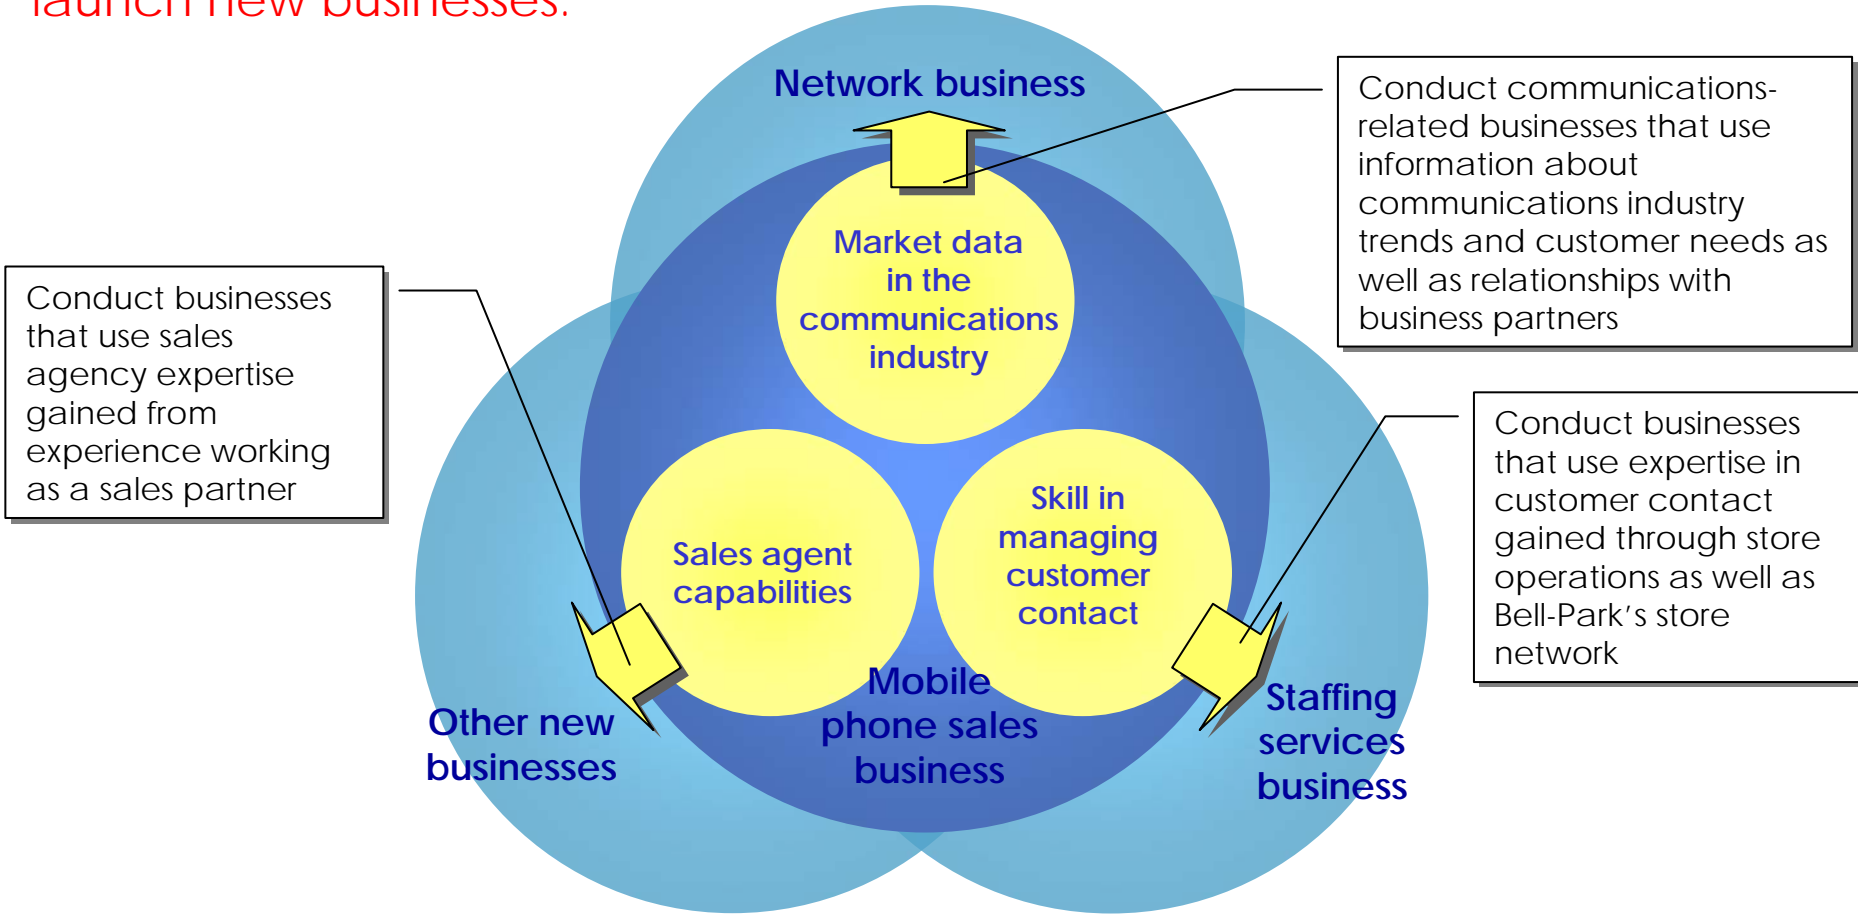 launch new businesses.
Network business
Conduct communications-
related businesses that use
information about
communications industry
trends and customer needs as
well as relationships with
business partners
Market data
in the
communications
industry
Conduct businesses
that use sales
agency expertise
gained from
experience working
as a sales partner
Conduct businesses
that use expertise in
customer contact
gained through store
operations as well as
Bell-Park’s store
network
Sales agent
capabilities
Skill in
managing
customer
contact
Other new
businesses
Mobile
phone sales
business
Staffing
services
business